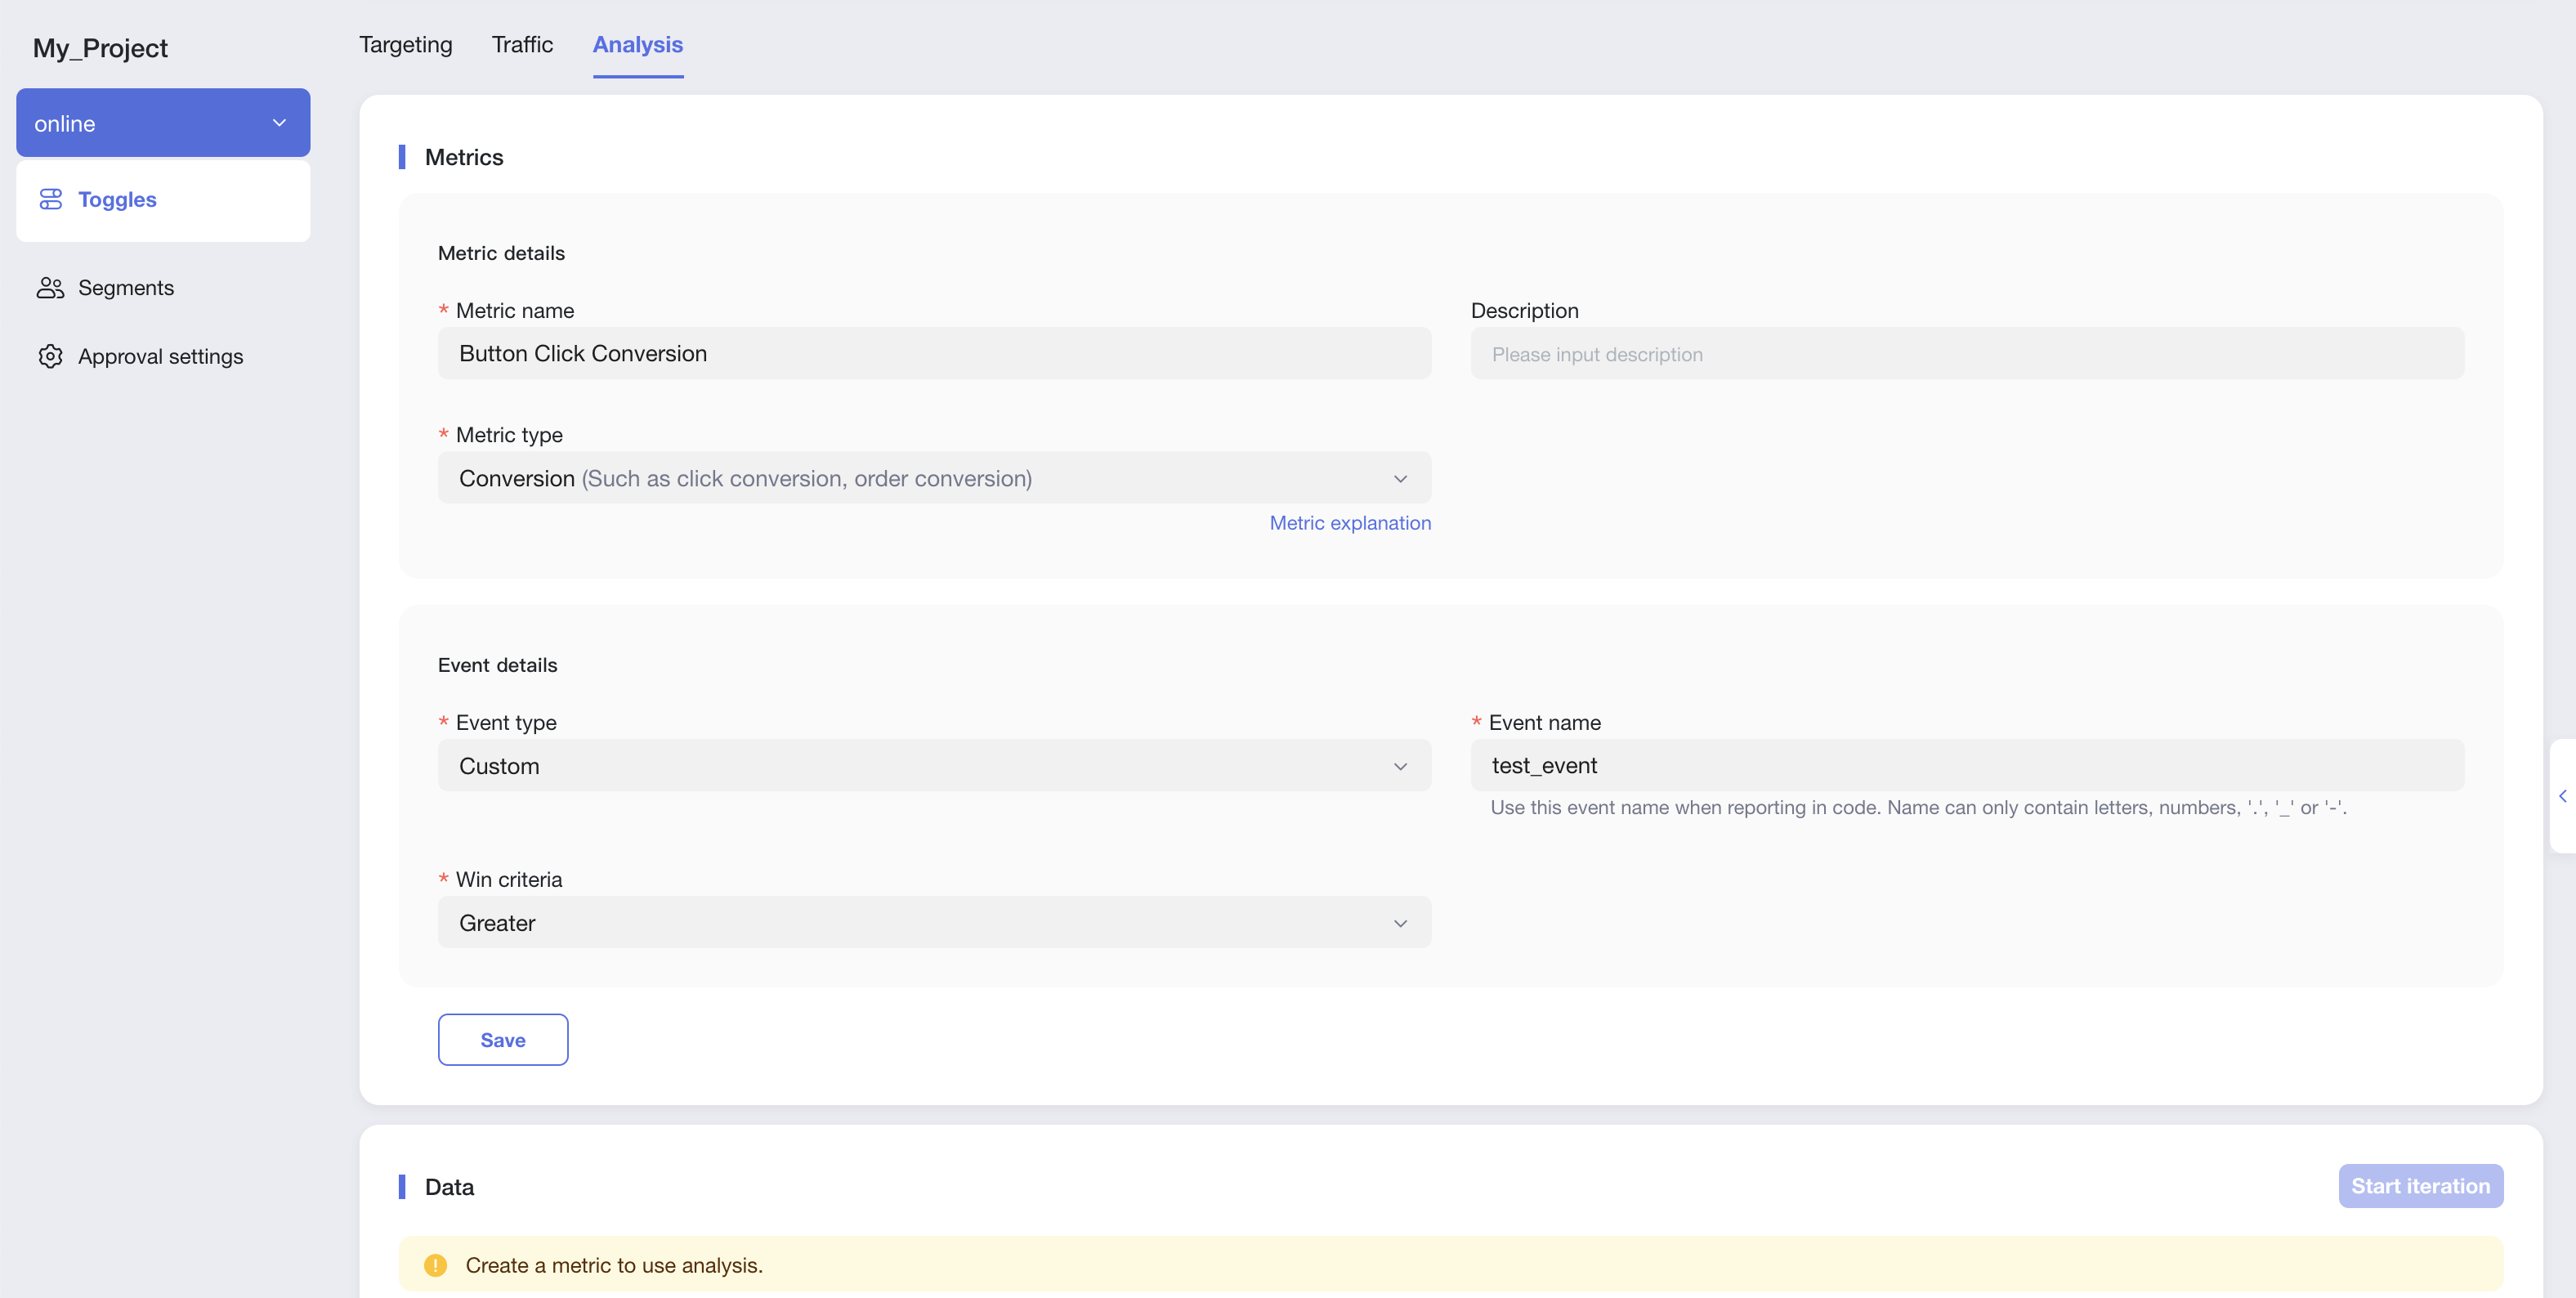 My_Project
online
Toggles
Segments
Approval settings
Targeting Traffic Analysis
Metrics
Metric details
* Metric name
Button Click Conversion
Description
Please input description
* Metric type
Conversion (Such as click conversion, order conversion)
Metric explanation
Event details
* Event type
Custom
* Event name
test_event
Use this event name when reporting in code. Name can only contain letters, numbers, '.', '_' or '-'.
* Win criteria
Greater
Save
Data
Start iteration
Create a metric to use analysis.